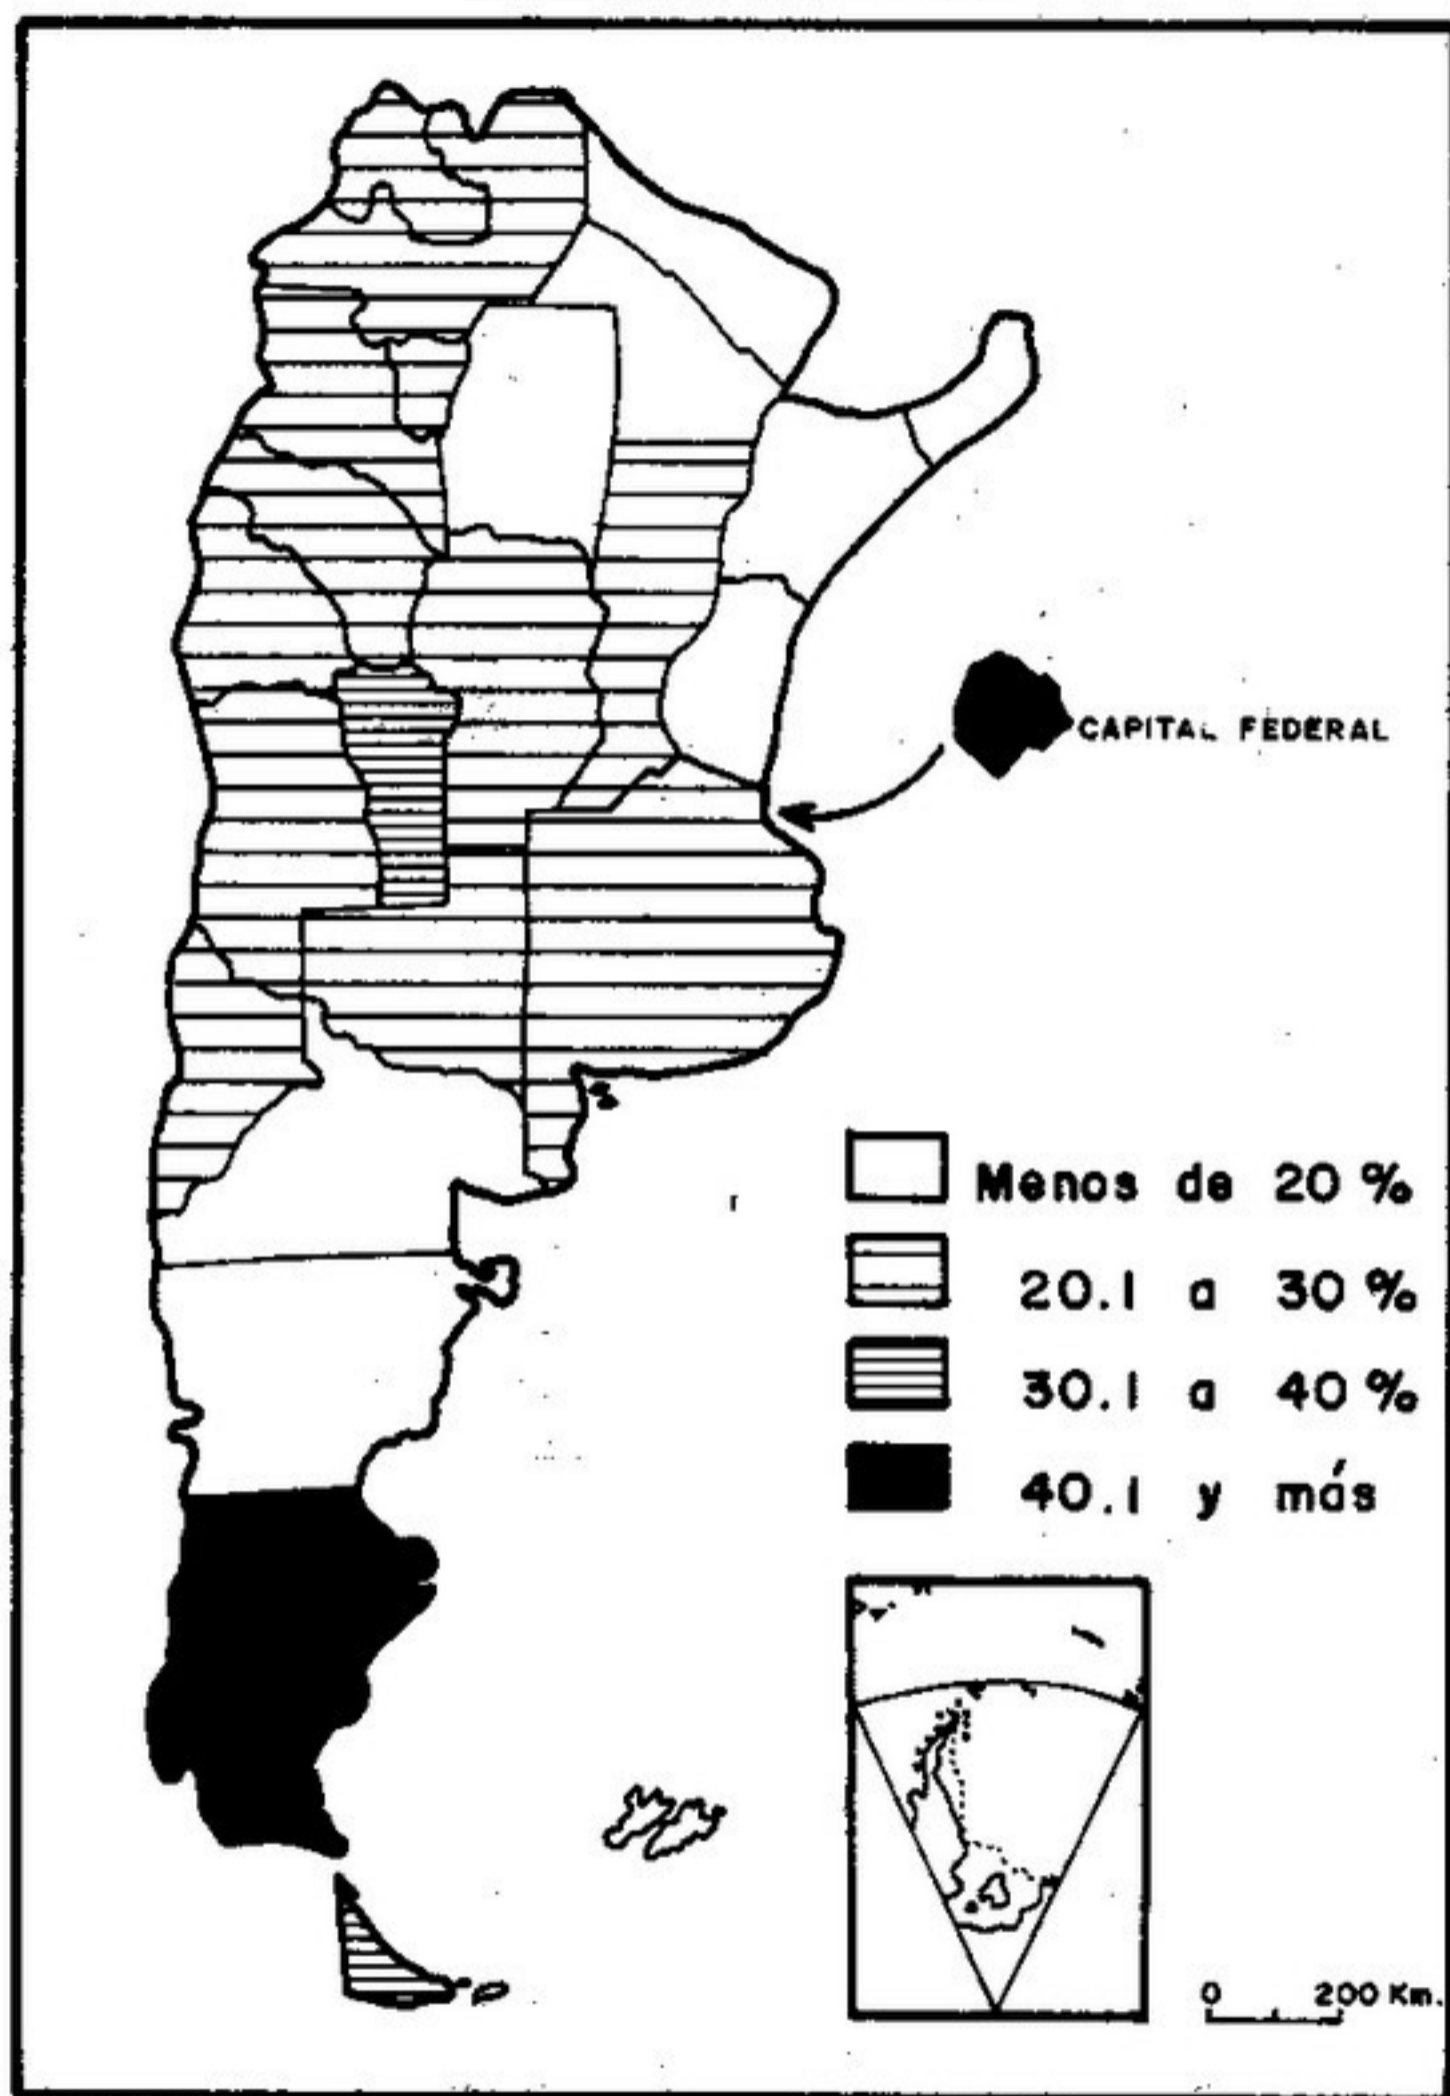 CAPITAL FEDERAL
Menos de 20 %
20.1 a 30 %
30.1 a 40 %
40.1 y más
0 200 Km.